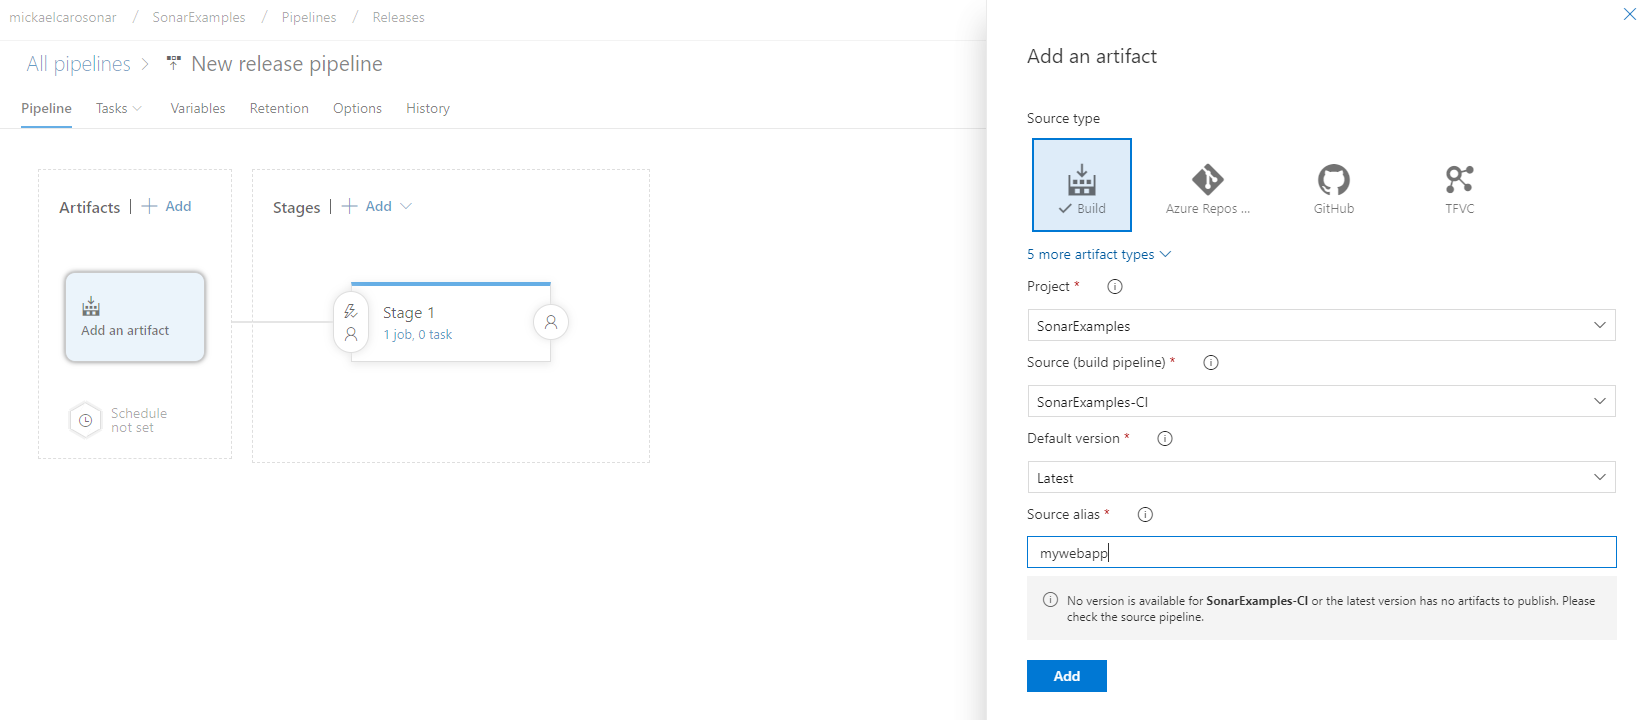 mickaelcarosonar / SonarExamples / Pipelines / Releases
All pipelines > New release pipeline
Pipeline Tasks Variables Retention Options History
Artifacts | + Add
Stages | + Add
Add an artifact
Schedule
not set
Stage 1
1 job, 0 task
Add an artifact
Source type
Build
Azure Repos ...
GitHub
TFVC
5 more artifact types
Project *
SonarExamples
Source (build pipeline) *
SonarExamples-CI
Default version *
Latest
Source alias *
mywebapp
No version is available for SonarExamples-CI or the latest version has no artifacts to publish. Please
check the source pipeline.
Add